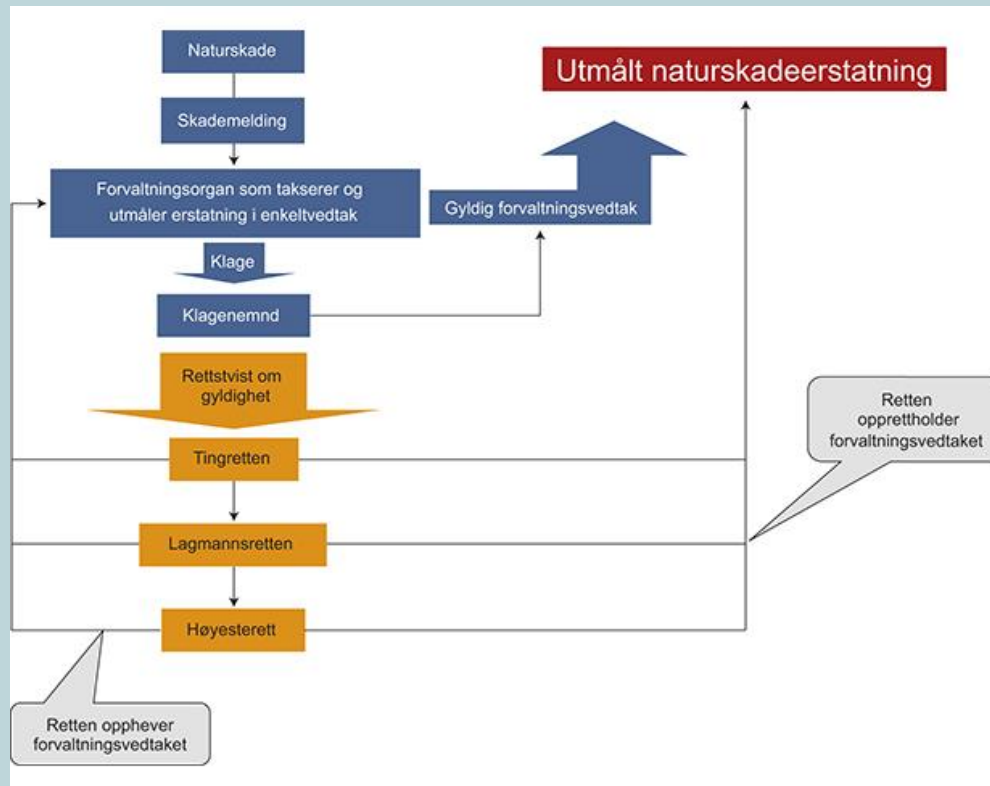 Naturskade
Utmålt naturskadeerstatning
Skademelding
Forvaltningsorgan som takserer og
utmåler erstatning i enkeltvedtak
Gyldig forvaltningsvedtak
Klage
Klagenemnd
Rettstvist om
gyldighet
Retten
opprettholder
forvaltningsvedtaket
Tingretten
Lagmannsretten
Høyesterett
Retten opphever
forvaltningsvedtaket